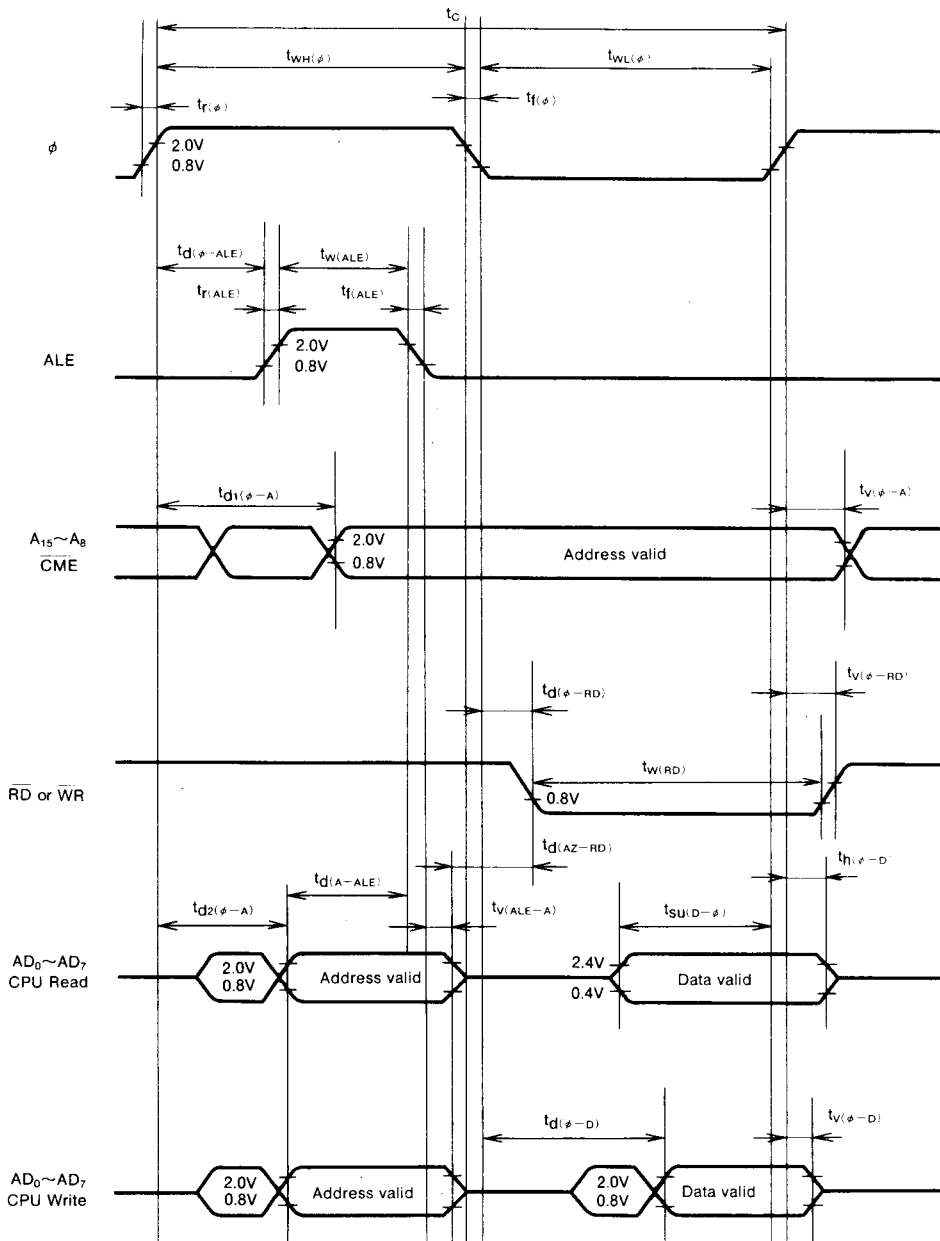 tC
tWH(φ) tWL(φ)
tr(φ) tf(φ)
φ 2.0V
0.8V
td(φ−ALE) tW(ALE)
tr(ALE) tf(ALE)
ALE 2.0V
0.8V
td1(φ−A) tV(φ−A)
A15~A8 2.0V
C̅M̅E̅ 0.8V Address valid
td(φ−RD) tV(φ−RD)
tW(RD)
R̅D̅ or W̅R̅ 0.8V
td(AZ−RD) th(φ−D)
td(A−ALE)
td2(φ−A) tV(ALE−A) tSU(D−φ)
AD0~AD7 2.0V Address valid 2.4V Data valid
CPU Read 0.8V 0.4V
td(φ−D) tV(φ−D)
AD0~AD7 2.0V Address valid 2.0V Data valid
CPU Write 0.8V 0.8V